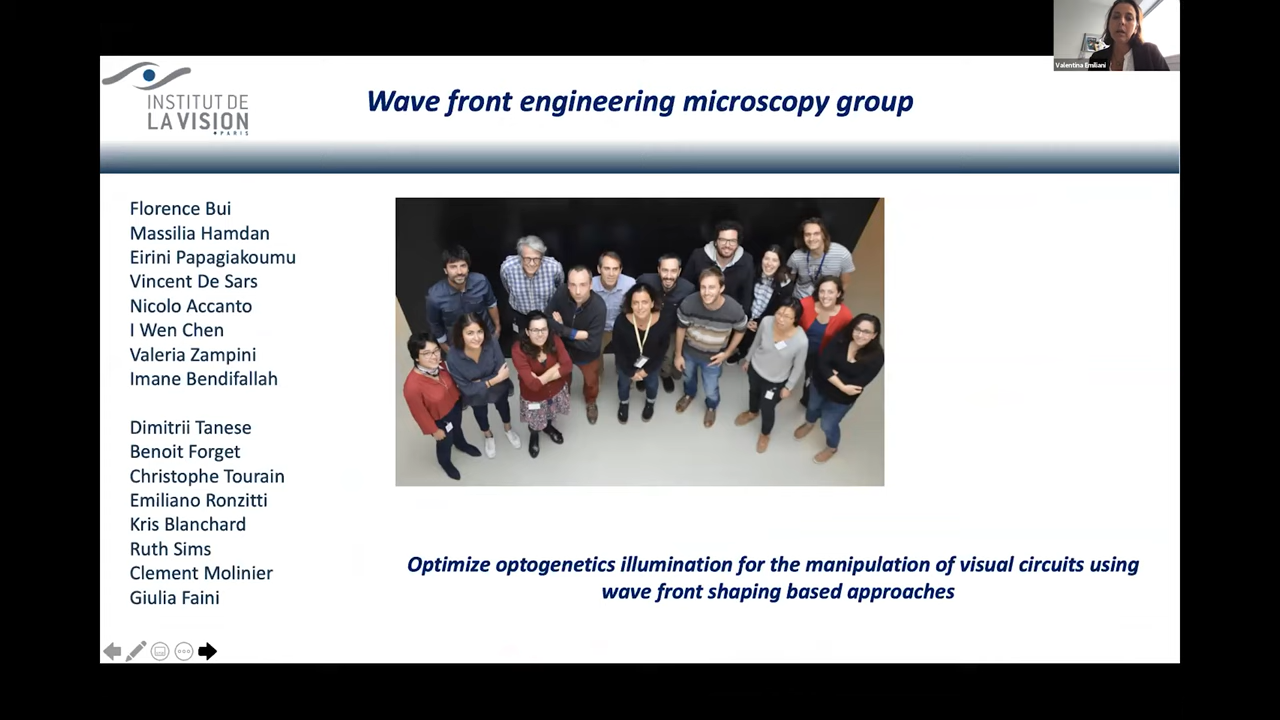 Valentina Emiliani
INSTITUT DE
LA VISION
PARIS
Wave front engineering microscopy group
Florence Bui
Massilia Hamdan
Eirini Papagiakoumu
Vincent De Sars
Nicolo Accanto
I Wen Chen
Valeria Zampini
Imane Bendifallah
Dimitrii Tanese
Benoit Forget
Christophe Tourain
Emiliano Ronzitti
Kris Blanchard
Ruth Sims
Clement Molinier
Giulia Faini
Optimize optogenetics illumination for the manipulation of visual circuits using
wave front shaping based approaches